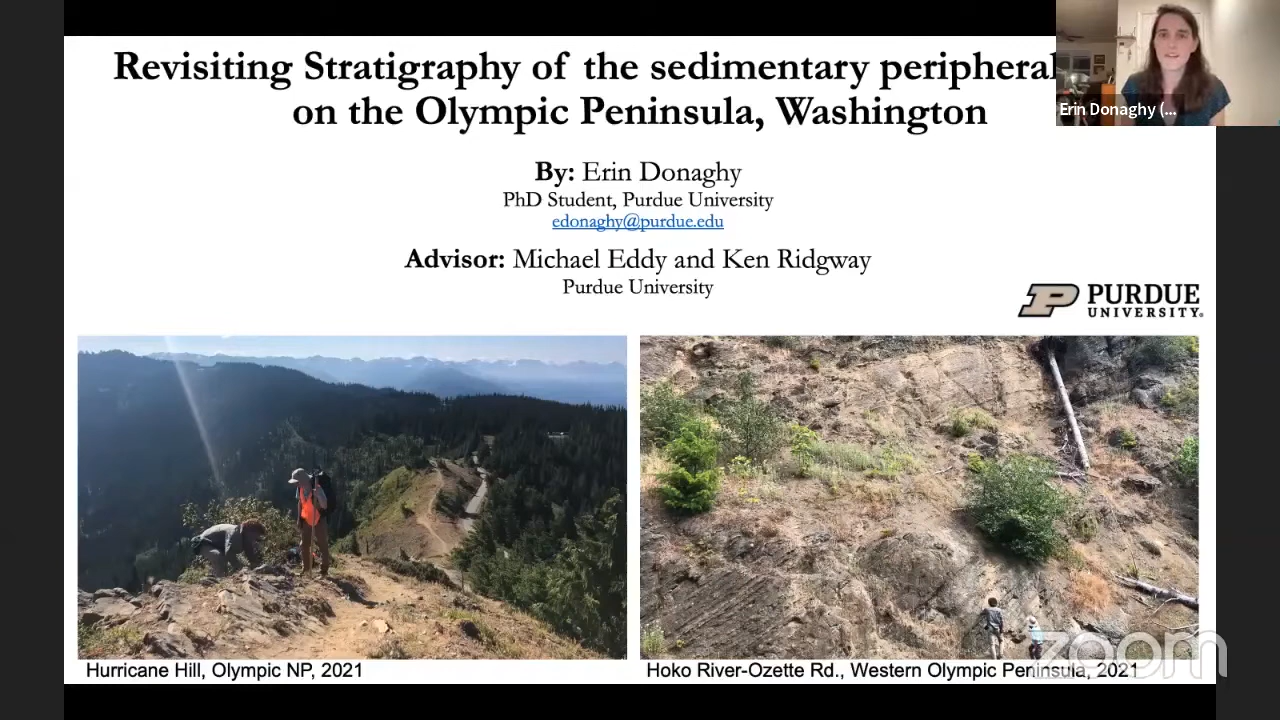 Revisiting Stratigraphy of the sedimentary peripheral
on the Olympic Peninsula, Washington
Erin Donaghy (...
By: Erin Donaghy
PhD Student, Purdue University
edonaghy@purdue.edu
Advisor: Michael Eddy and Ken Ridgway
Purdue University
PURDUE
UNIVERSITY.
Hurricane Hill, Olympic NP, 2021
Hoko River-Ozette Rd., Western Olympic Peninsula, 2021
zoom